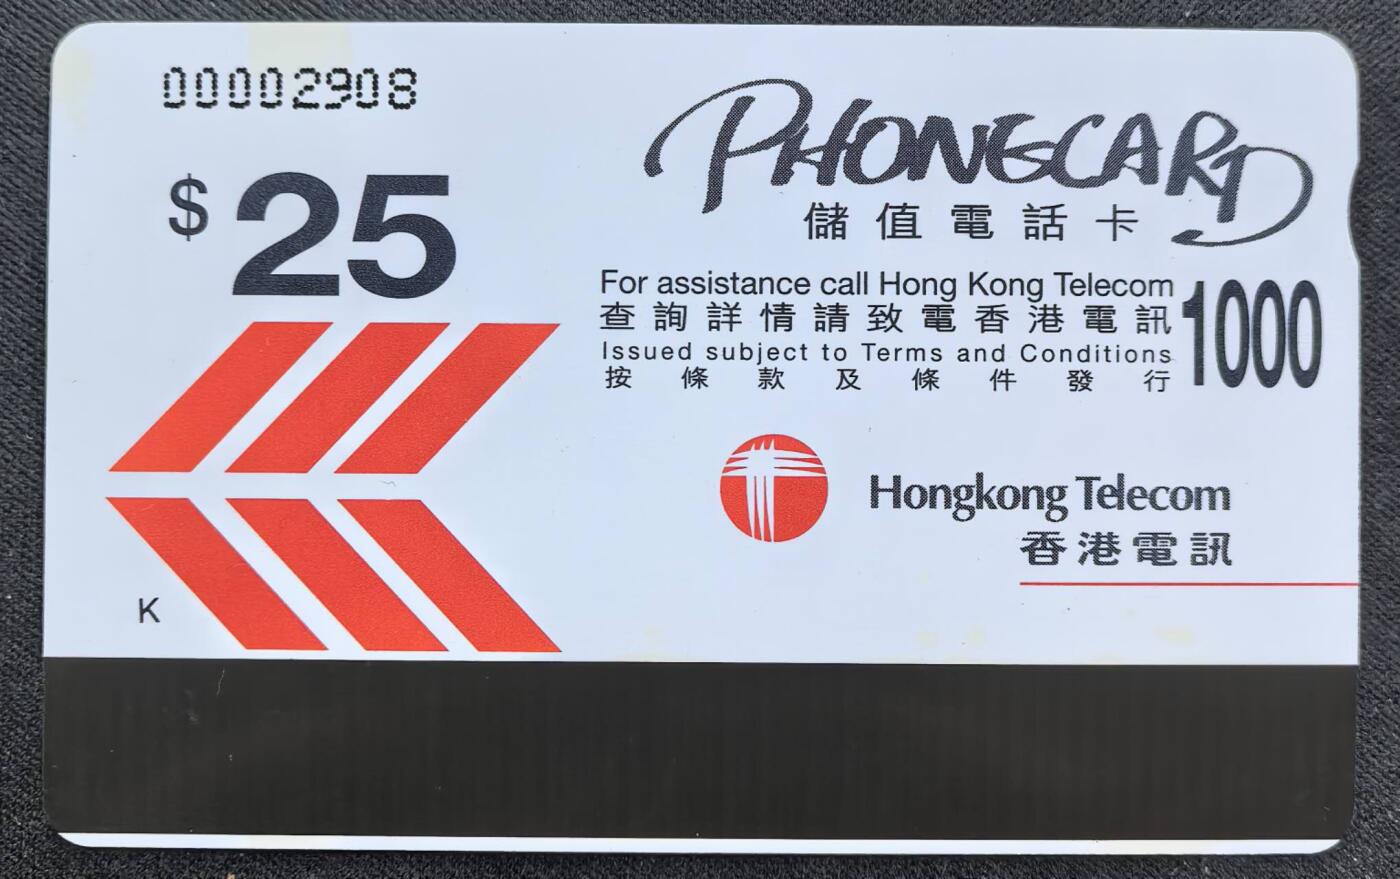 00002908
$25
PHONECARD
儲值電話卡
For assistance call Hong Kong Telecom
查詢詳情請致電香港電訊
1000
Issued subject to Terms and Conditions
按條款及條件發行
Hongkong Telecom
香港電訊
K